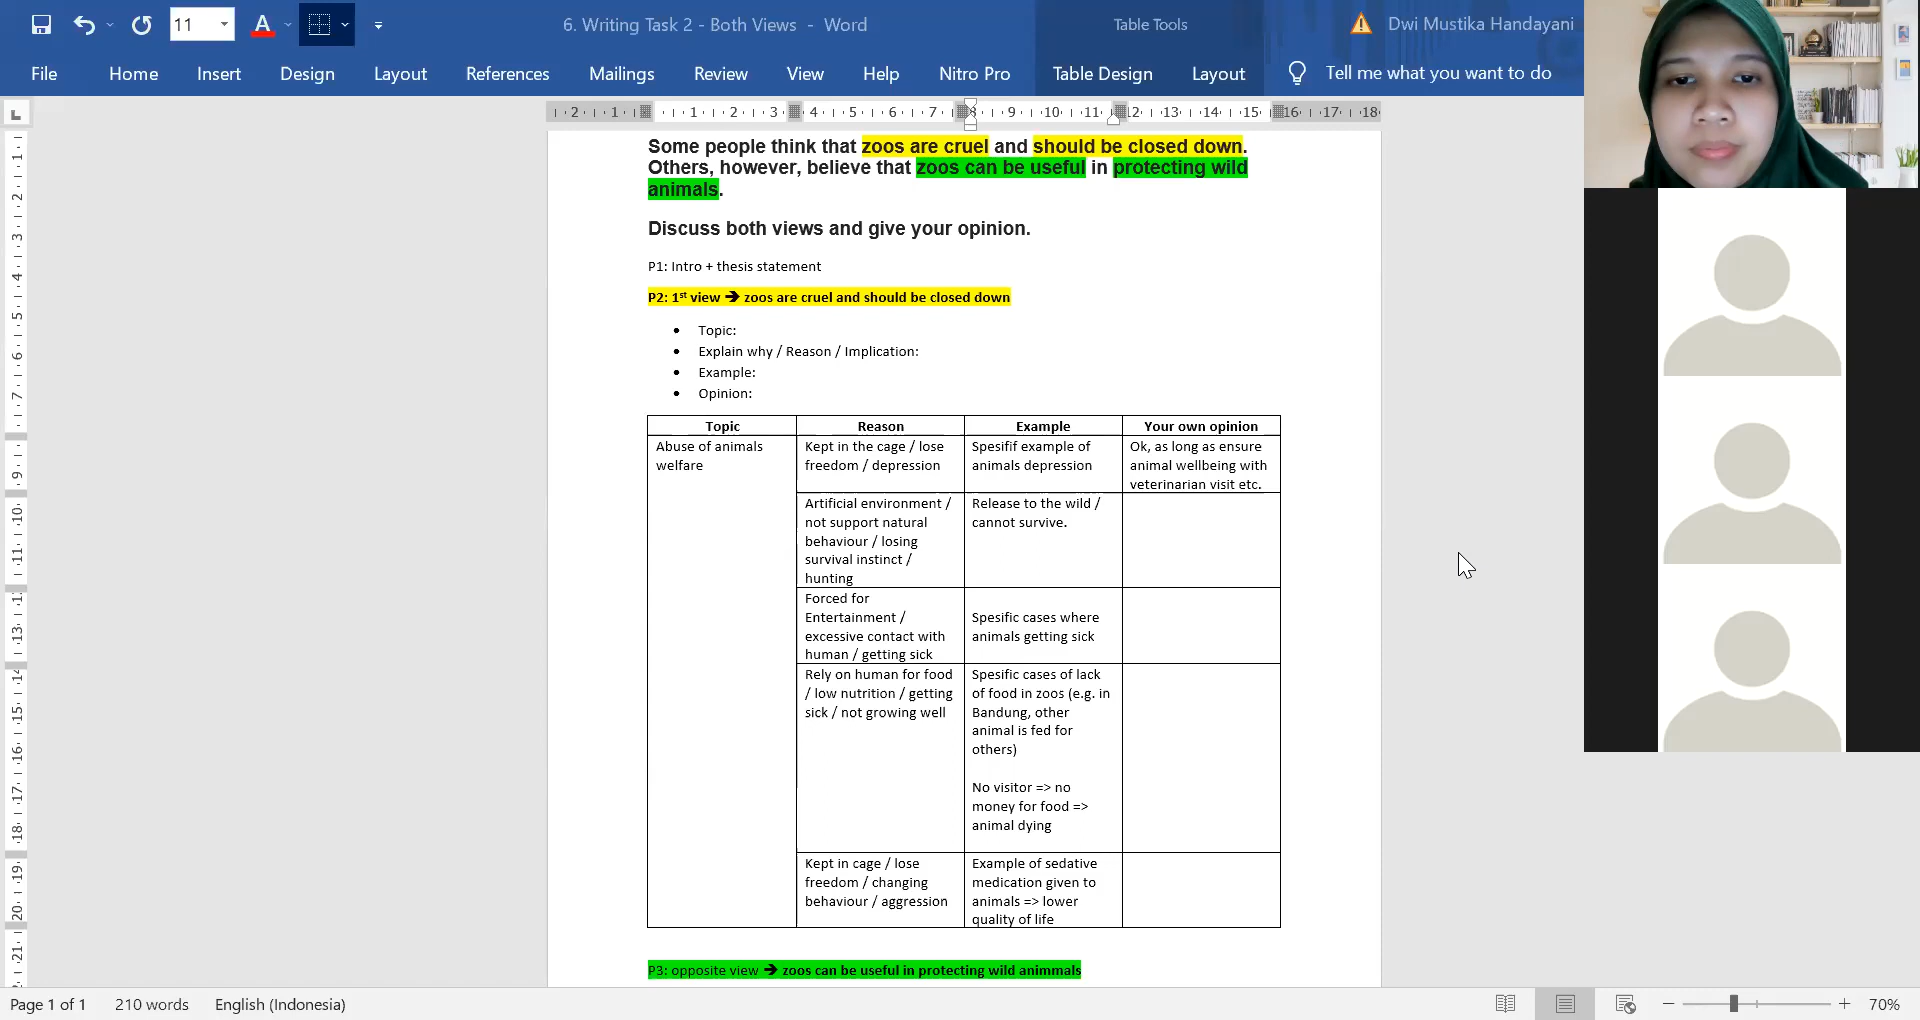 11
A
6. Writing Task 2 - Both Views - Word
Table Tools
Dwi Mustika Handayani
File
Home
Insert
Design
Layout
References
Mailings
Review
View
Help
Nitro Pro
Table Design
Layout
Tell me what you want to do
Some people think that zoos are cruel and should be closed down.
Others, however, believe that zoos can be useful in protecting wild
animals.
Discuss both views and give your opinion.
P1: Intro + thesis statement
P2: 1st view ➔ zoos are cruel and should be closed down
• Topic:
• Explain why / Reason / Implication:
• Example:
• Opinion:
Topic
Reason
Example
Your own opinion
Abuse of animals
welfare
Kept in the cage / lose
freedom / depression
Spesifif example of
animals depression
Ok, as long as ensure
animal wellbeing with
veterinarian visit etc.
Artificial environment /
not support natural
behaviour / losing
survival instinct /
hunting
Release to the wild /
cannot survive.
Forced for
Entertainment /
excessive contact with
human / getting sick
Spesific cases where
animals getting sick
Rely on human for food
/ low nutrition / getting
sick / not growing well
Spesific cases of lack
of food in zoos (e.g. in
Bandung, other
animal is fed for
others)
No visitor => no
money for food =>
animal dying
Kept in cage / lose
freedom / changing
behaviour / aggression
Example of sedative
medication given to
animals => lower
quality of life
P3: opposite view ➔ zoos can be useful in protecting wild animmals
Page 1 of 1
210 words
English (Indonesia)
70%